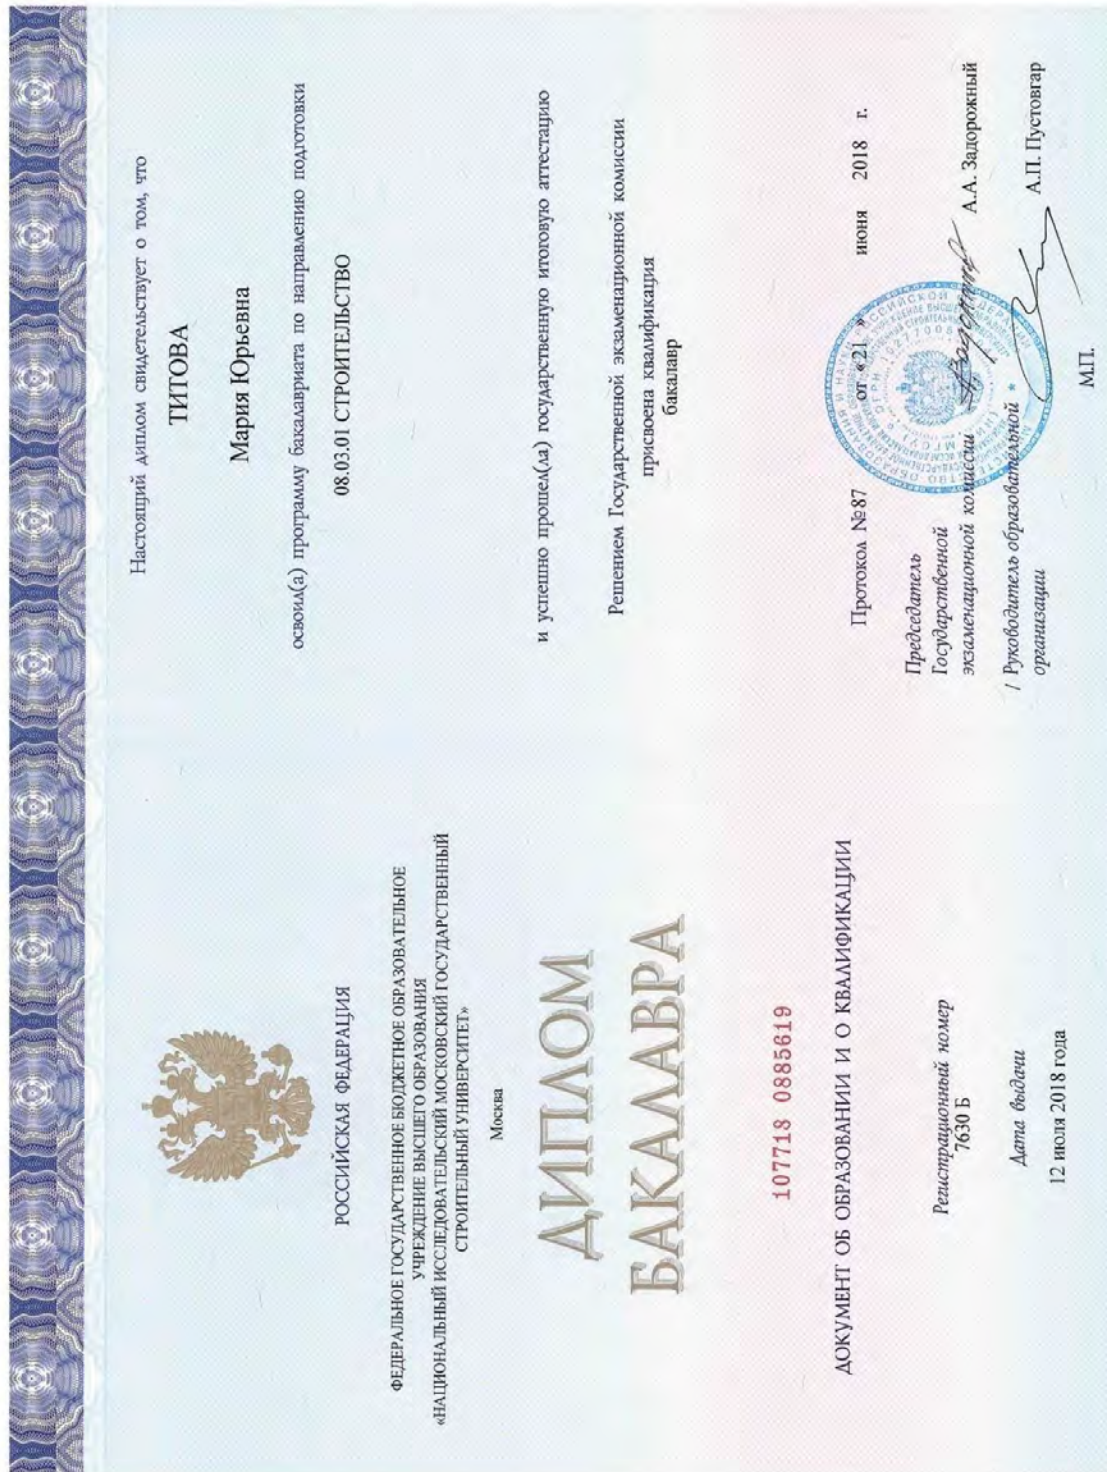 РОССИЙСКАЯ ФЕДЕРАЦИЯ
ФЕДЕРАЛЬНОЕ ГОСУДАРСТВЕННОЕ БЮДЖЕТНОЕ ОБРАЗОВАТЕЛЬНОЕ
УЧРЕЖДЕНИЕ ВЫСШЕГО ОБРАЗОВАНИЯ
«НАЦИОНАЛЬНЫЙ ИССЛЕДОВАТЕЛЬСКИЙ МОСКОВСКИЙ ГОСУДАРСТВЕННЫЙ
СТРОИТЕЛЬНЫЙ УНИВЕРСИТЕТ»
Москва
ДИПЛОМ
БАКАЛАВРА
107718 0885619
ДОКУМЕНТ ОБ ОБРАЗОВАНИИ И О КВАЛИФИКАЦИИ
Регистрационный номер
7630 Б
Дата выдачи
12 июля 2018 года
Настоящий диплом свидетельствует о том, что
ТИТОВА
Мария Юрьевна
освоил(а) программу бакалавриата по направлению подготовки
08.03.01 СТРОИТЕЛЬСТВО
и успешно прошел(ла) государственную итоговую аттестацию
Решением Государственной экзаменационной комиссии
присвоена квалификация
бакалавр
Протокол №87 от «21 » июня 2018 г.
Председатель
Государственной
экзаменационной комиссии А.А. Задорожный
/ Руководитель образовательной
организации А.П. Пустовгар
М.П.